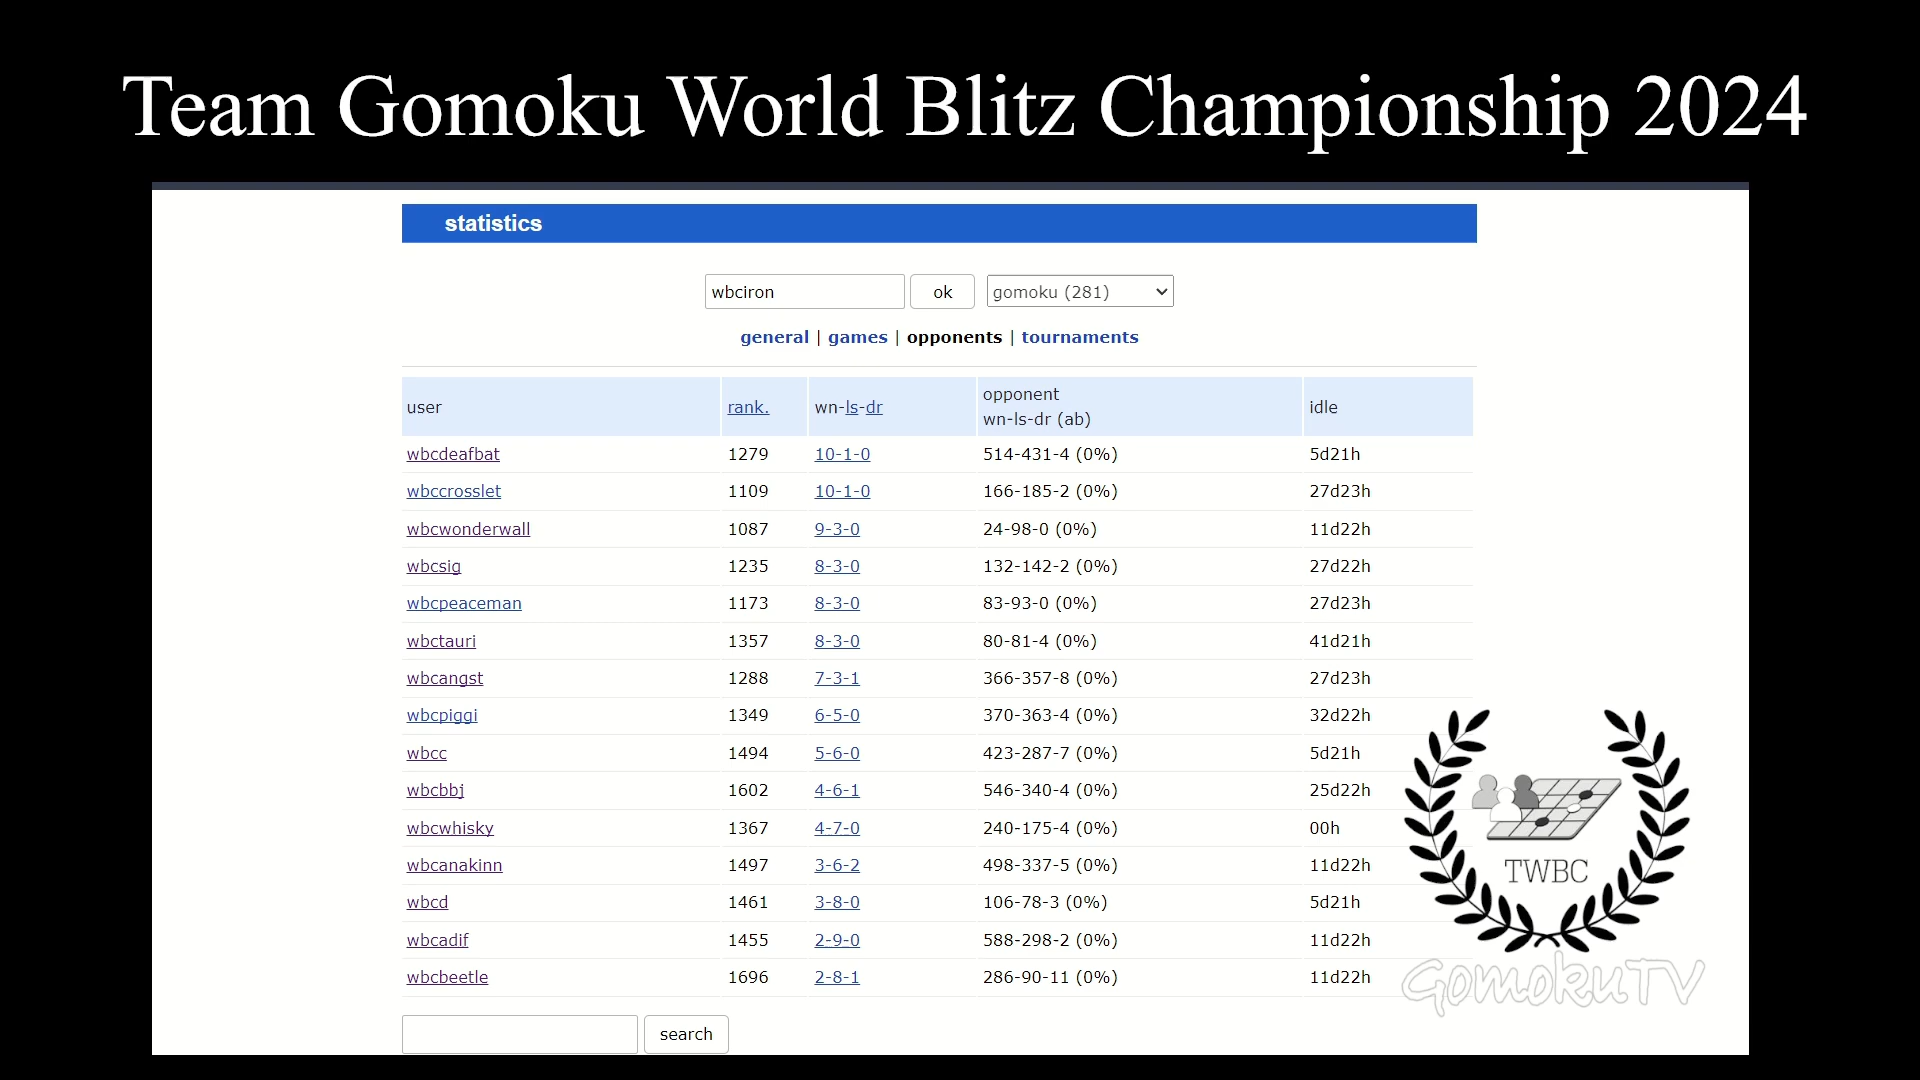 Team Gomoku World Blitz Championship 2024
statistics
wbciron ok gomoku (281)
general | games | opponents | tournaments
user rank. wn-ls-dr opponent wn-ls-dr (ab) idle
wbcdeafbat 1279 10-1-0 514-431-4 (0%) 5d21h
wbccrosslet 1109 10-1-0 166-185-2 (0%) 27d23h
wbcwonderwall 1087 9-3-0 24-98-0 (0%) 11d22h
wbcsig 1235 8-3-0 132-142-2 (0%) 27d22h
wbcpeaceman 1173 8-3-0 83-93-0 (0%) 27d23h
wbctauri 1357 8-3-0 80-81-4 (0%) 41d21h
wbcangst 1288 7-3-1 366-357-8 (0%) 27d23h
wbcpiggi 1349 6-5-0 370-363-4 (0%) 32d22h
wbcc 1494 5-6-0 423-287-7 (0%) 5d21h
wbcbbj 1602 4-6-1 546-340-4 (0%) 25d22h
wbcwhisky 1367 4-7-0 240-175-4 (0%) 00h
wbcanakinn 1497 3-6-2 498-337-5 (0%) 11d22h
wbcd 1461 3-8-0 106-78-3 (0%) 5d21h
wbcadif 1455 2-9-0 588-298-2 (0%) 11d22h
wbcbeetle 1696 2-8-1 286-90-11 (0%) 11d22h
search
TWBC
GomokuTV